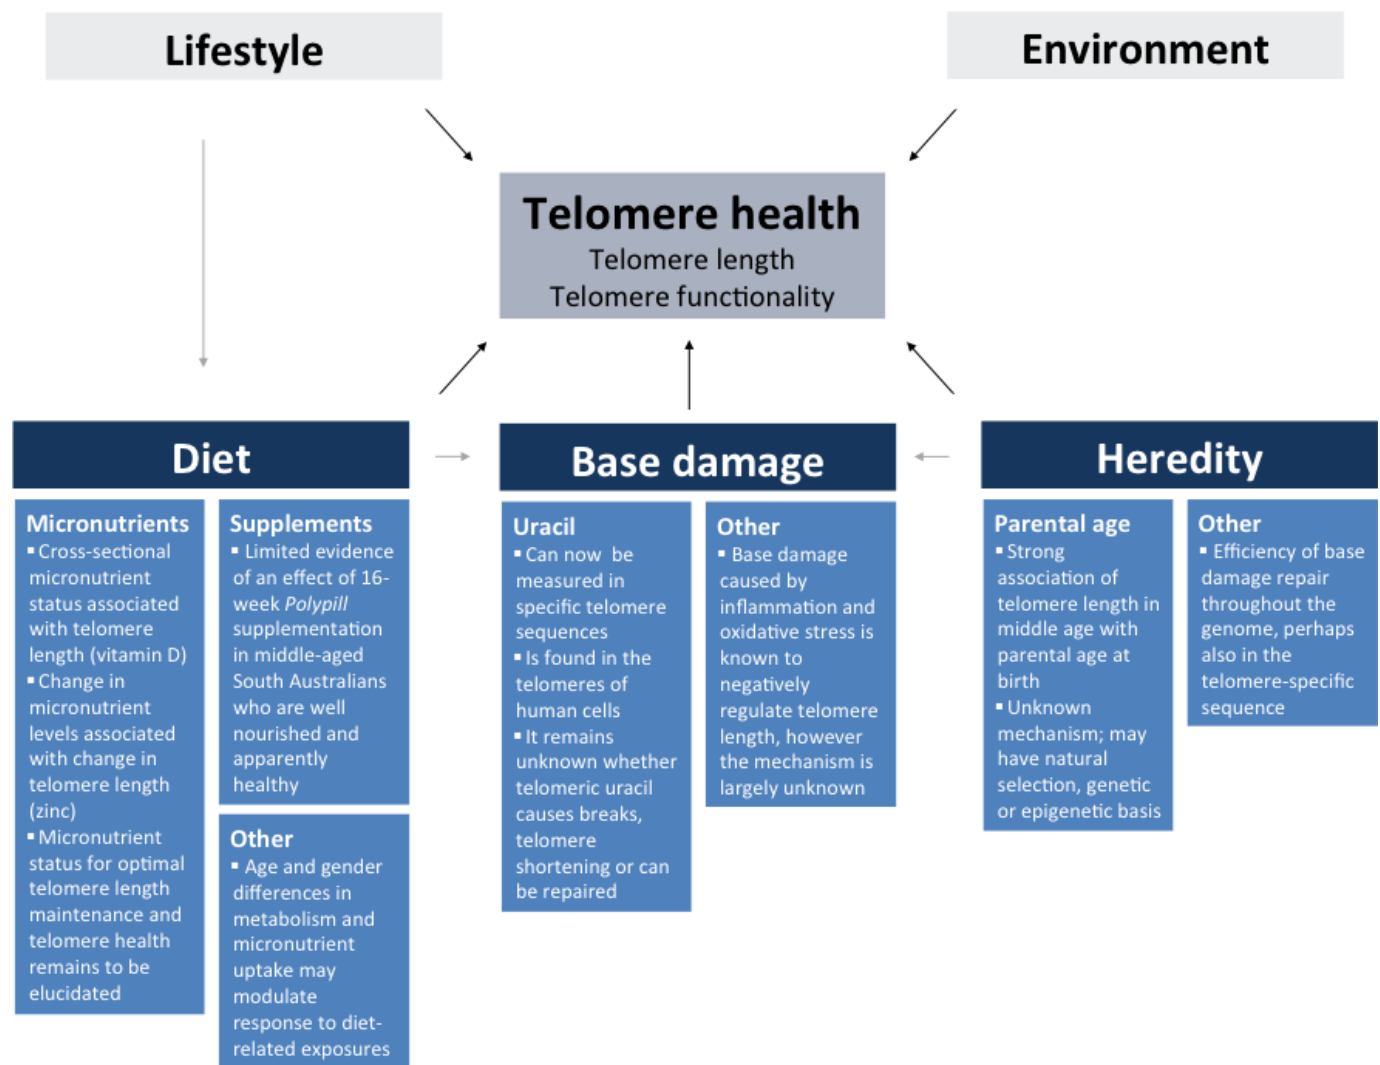 Lifestyle
Environment
Telomere health
Telomere length
Telomere functionality
Diet
Micronutrients
▪ Cross-sectional
micronutrient
status associated
with telomere
length (vitamin D)
▪ Change in
micronutrient
levels associated
with change in
telomere length
(zinc)
▪ Micronutrient
status for optimal
telomere length
maintenance and
telomere health
remains to be
elucidated
Supplements
▪ Limited evidence
of an effect of 16-
week Polypill
supplementation
in middle-aged
South Australians
who are well
nourished and
apparently
healthy
Other
▪ Age and gender
differences in
metabolism and
micronutrient
uptake may
modulate
response to diet-
related exposures
Base damage
Uracil
▪ Can now be
measured in
specific telomere
sequences
▪ Is found in the
telomeres of
human cells
▪ It remains
unknown whether
telomeric uracil
causes breaks,
telomere
shortening or can
be repaired
Other
▪ Base damage
caused by
inflammation and
oxidative stress is
known to
negatively
regulate telomere
length, however
the mechanism is
largely unknown
Heredity
Parental age
▪ Strong
association of
telomere length in
middle age with
parental age at
birth
▪ Unknown
mechanism; may
have natural
selection, genetic
or epigenetic basis
Other
▪ Efficiency of base
damage repair
throughout the
genome, perhaps
also in the
telomere-specific
sequence